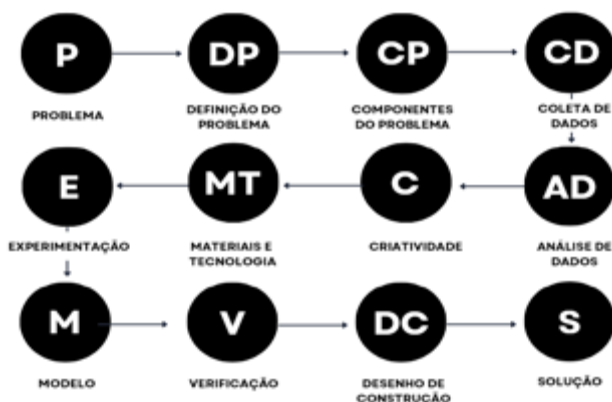 P
DP
CP
CD
PROBLEMA
DEFINIÇÃO DO
PROBLEMA
COMPONENTES
DO PROBLEMA
COLETA DE
DADOS
E
MT
C
AD
EXPERIMENTAÇÃO
MATERIAIS E
TECNOLOGIA
CRIATIVIDADE
ANÁLISE DE
DADOS
M
V
DC
S
MODELO
VERIFICAÇÃO
DESENHO DE
CONSTRUÇÃO
SOLUÇÃO